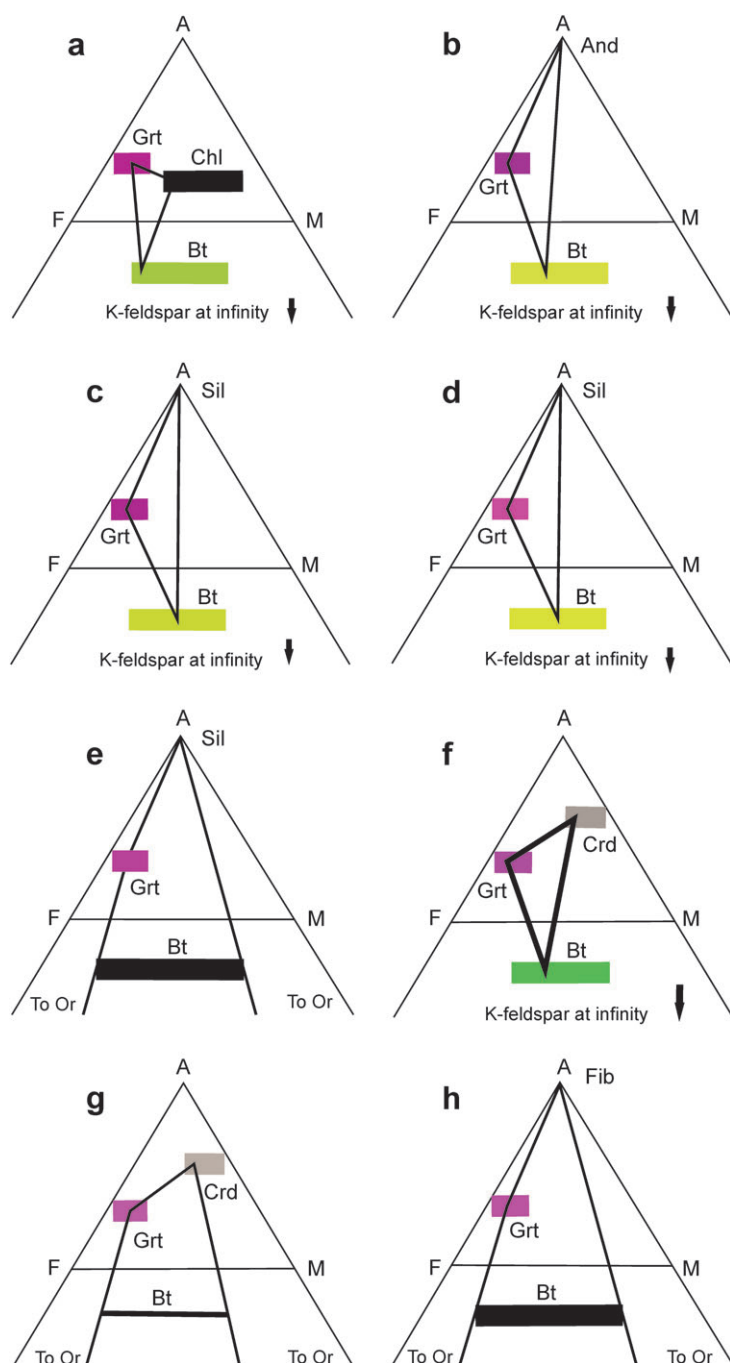 a
A
Grt
Chl
F
M
Bt
K-feldspar at infinity
b
A
And
Grt
F
M
Bt
K-feldspar at infinity
c
A
Sil
Grt
F
M
Bt
K-feldspar at infinity
d
A
Sil
Grt
F
M
Bt
K-feldspar at infinity
e
A
Sil
Grt
F
M
Bt
To Or
To Or
f
A
Crd
Grt
F
M
Bt
K-feldspar at infinity
g
A
Crd
Grt
F
M
Bt
To Or
To Or
h
A
Fib
Grt
F
M
Bt
To Or
To Or